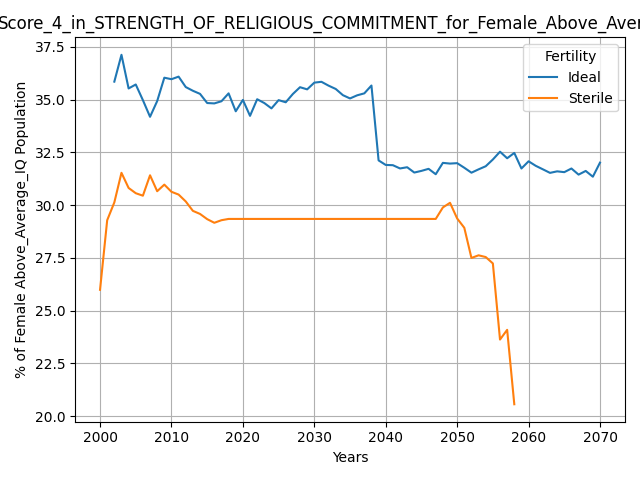 Score_4_in_STRENGTH_OF_RELIGIOUS_COMMITMENT_for_Female_Above_Aver
Fertility
Ideal
Sterile
% of Female Above_Average_IQ Population
37.5
35.0
32.5
30.0
27.5
25.0
22.5
20.0
2000 2010 2020 2030 2040 2050 2060 2070
Years